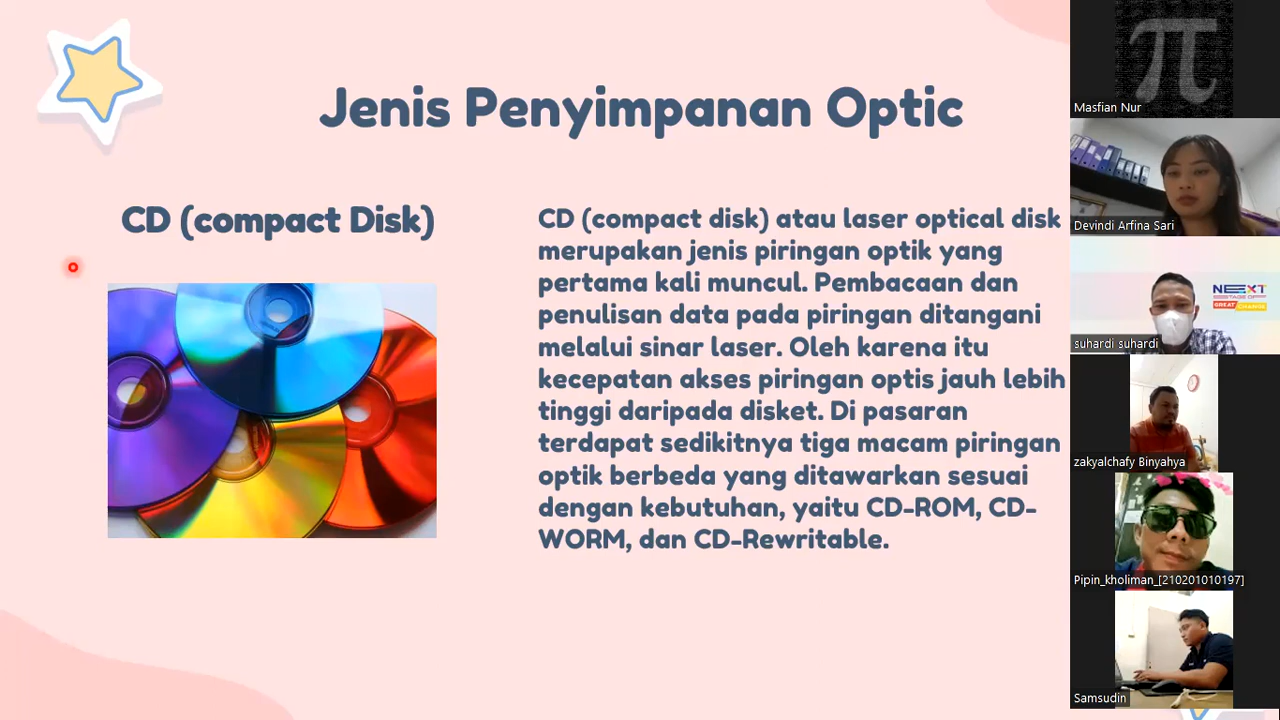 Jenis Penyimpanan Optic
CD (compact Disk)
CD (compact disk) atau laser optical disk
merupakan jenis piringan optik yang
pertama kali muncul. Pembacaan dan
penulisan data pada piringan ditangani
melalui sinar laser. Oleh karena itu
kecepatan akses piringan optis jauh lebih
tinggi daripada disket. Di pasaran
terdapat sedikitnya tiga macam piringan
optik berbeda yang ditawarkan sesuai
dengan kebutuhan, yaitu CD-ROM, CD-
WORM, dan CD-Rewritable.
π
Masfian Nur
Devindi Arfina Sari
NEXT
GREAT
suhardi suhardi
zakyalchafy Binyahya
Pipin_kholiman_[210201010197]
Samsudin